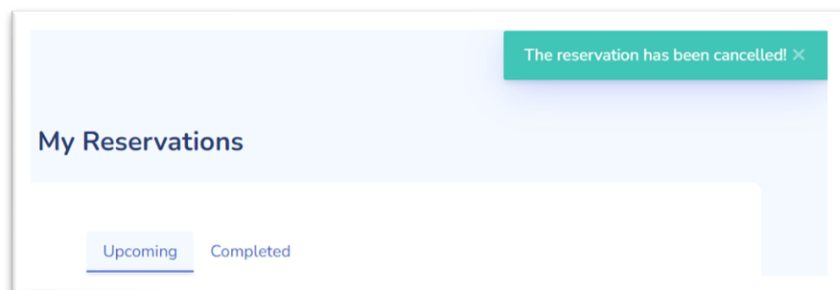 The reservation has been cancelled! ×
My Reservations
Upcoming Completed